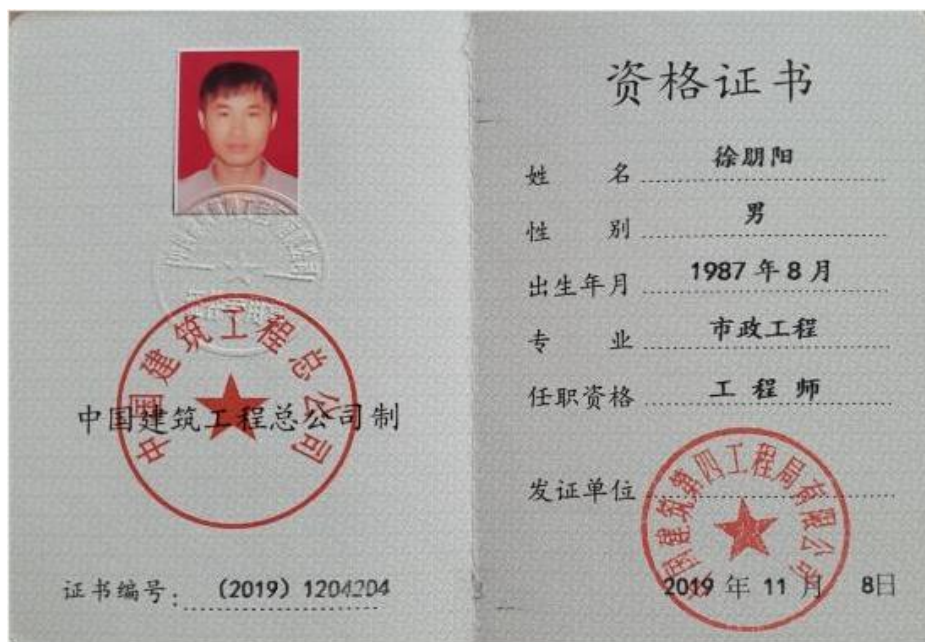 中国建筑工程总公司
中国建筑工程总公司制
证书编号：（2019）1204204
资格证书
姓 名 徐朋阳
性 别 男
出生年月 1987年8月
专 业 市政工程
任职资格 工程师
发证单位
中国建筑第四工程局有限公司
2019年11月 8日